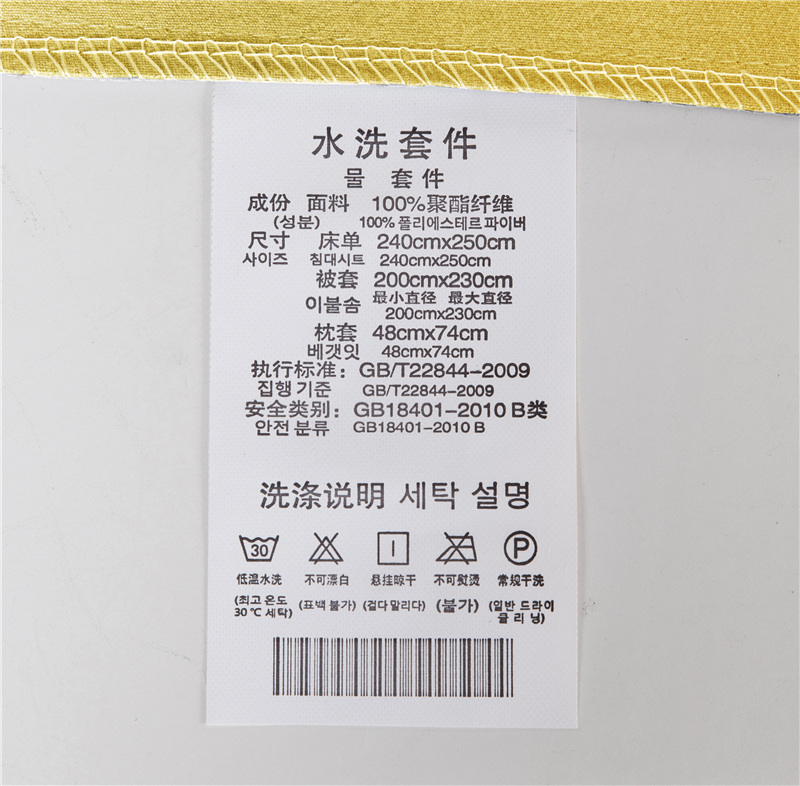 水洗套件
물 套件
成份 面料 100%聚酯纤维
(성분) 100% 폴리에스테르 파이버
尺寸 床单 240cmx250cm
사이즈 침대시트 240cmx250cm
被套 200cmx230cm
이불송 最小直径 最大直径
200cmx230cm
枕套 48cmx74cm
베갯잇 48cmx74cm
执行标准：GB/T22844-2009
집행 기준 GB/T22844-2009
安全类别：GB18401-2010 B类
안전 분류 GB18401-2010 B
洗涤说明 세탁 설명
30 P
低温水洗 不可漂白 悬挂晾干 不可熨烫 常规干洗
(최고 온도 30℃ 세탁) (표백 불가) (걸다 말리다) (불가) (일반 드라이 클리닝)